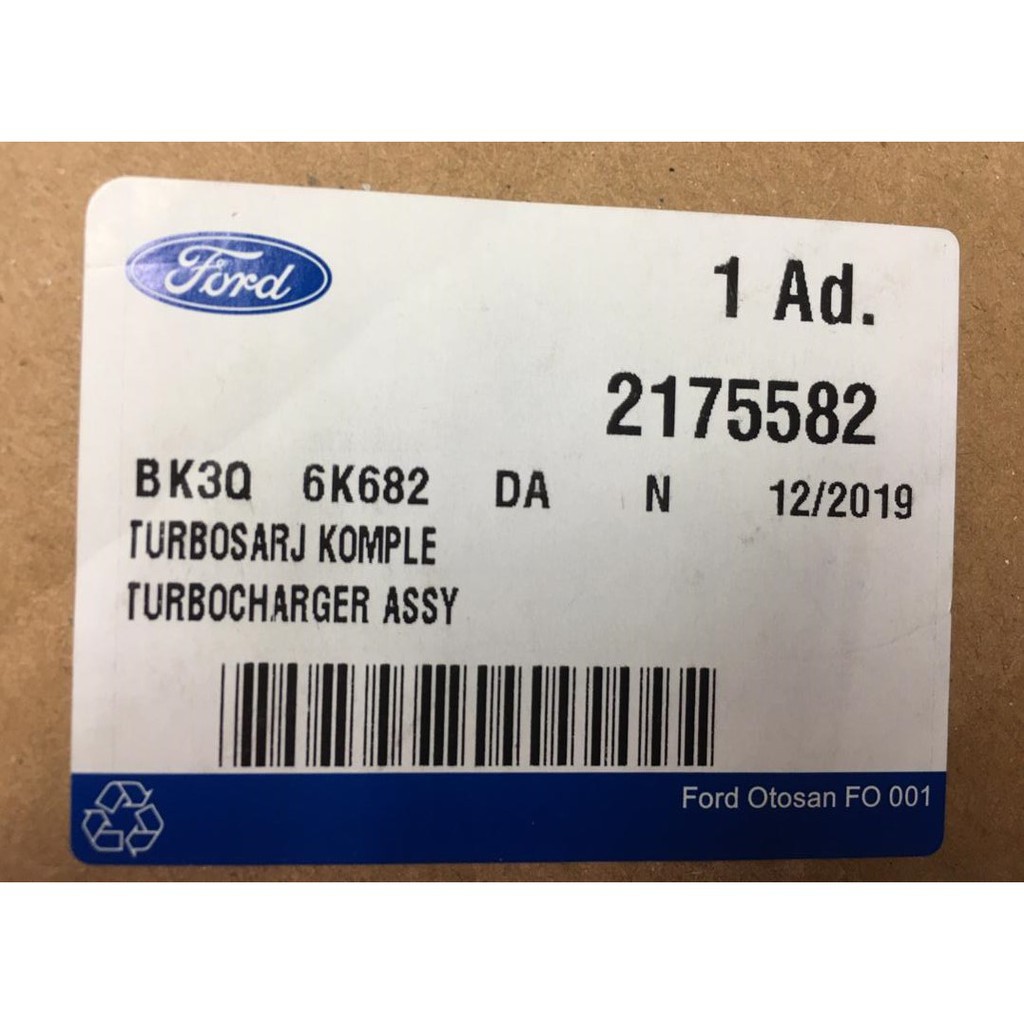 Ford
1 Ad.
2175582
BK3Q 6K682 DA N 12/2019
TURBOSARJ KOMPLE
TURBOCHARGER ASSY
Ford Otosan FO 001